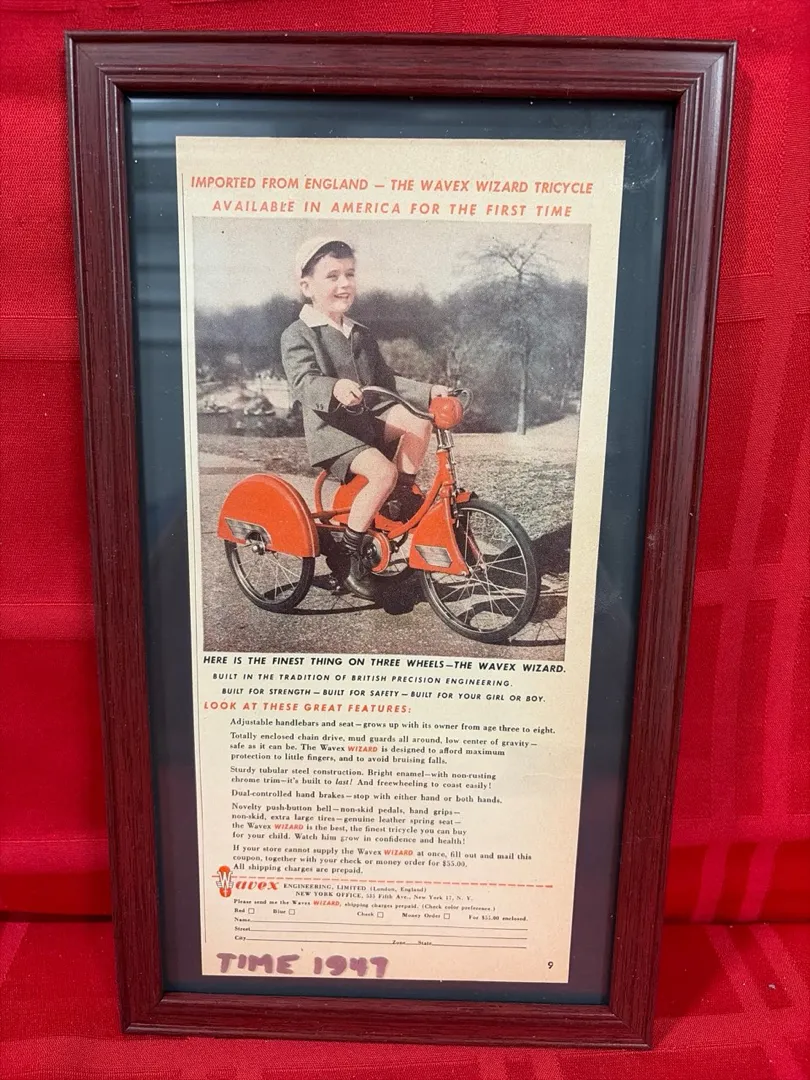 IMPORTED FROM ENGLAND — THE WAVEX WIZARD TRICYCLE
AVAILABLE IN AMERICA FOR THE FIRST TIME
HERE IS THE FINEST THING ON THREE WHEELS—THE WAVEX WIZARD.
BUILT IN THE TRADITION OF BRITISH PRECISION ENGINEERING.
BUILT FOR STRENGTH — BUILT FOR SAFETY — BUILT FOR YOUR GIRL OR BOY.
LOOK AT THESE GREAT FEATURES:
Adjustable handlebars and seat—grows up with its owner from age three to eight.
Totally enclosed chain drive, mud guards all around, low center of gravity—
safe as it can be. The Wavex WIZARD is designed to afford maximum
protection to little fingers, and to avoid bruising falls.
Sturdy tubular steel construction. Bright enamel—with non-rusting
chrome trim—it's built to last! And freewheeling to coast easily!
Dual-controlled hand brakes—stop with either hand or both hands.
Novelty push-button bell—non-skid pedals, hand grips—
non-skid, extra large tires—genuine leather spring seat—
the Wavex WIZARD is the best, the finest tricycle you can buy
for your child. Watch him grow in confidence and health!
If your store cannot supply the Wavex WIZARD at once, fill out and mail this
coupon, together with your check or money order for $55.00.
All shipping charges are prepaid.
Wavex ENGINEERING, LIMITED (London, England)
NEW YORK OFFICE, 515 Fifth Ave., New York 17, N. Y.
Please send me the Wavex WIZARD, shipping charges prepaid. (Check color preference.)
Red Blue Check Money Order For $55.00 enclosed.
Name
Street
City Zone State
TIME 1947 9